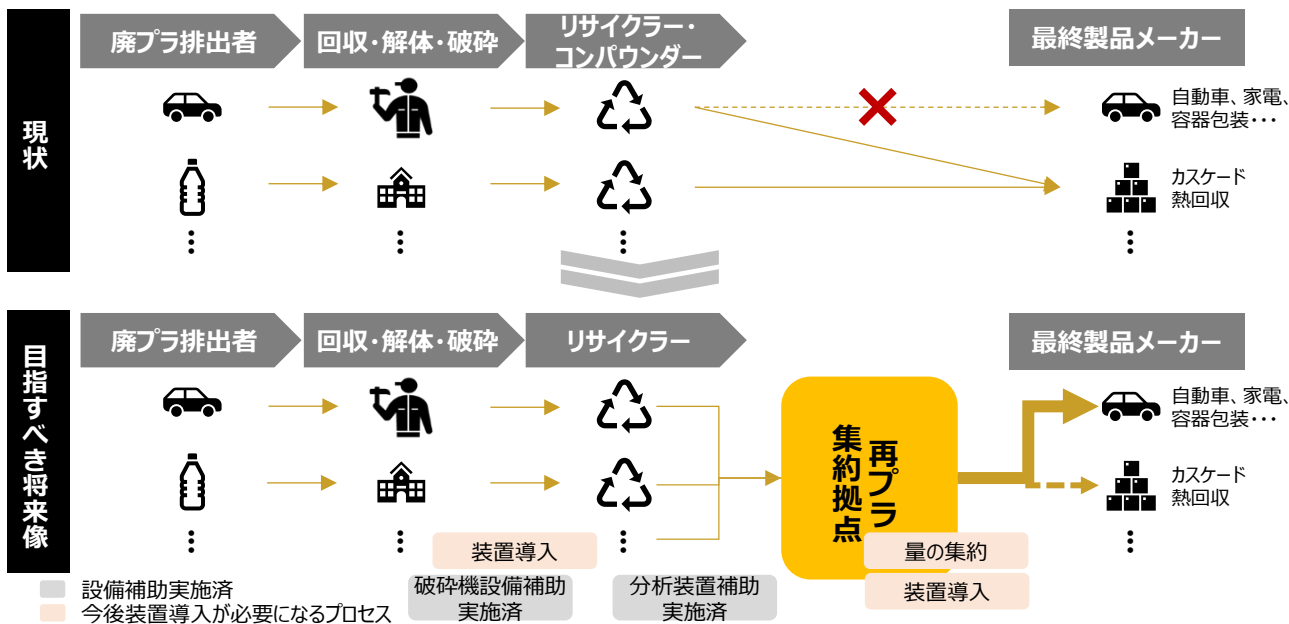 現状
廃プラ排出者
回収・解体・破砕
リサイクラー・
コンパウンダー
最終製品メーカー
自動車、家電、
容器包装・・・
カスケード
熱回収
目指すべき将来像
廃プラ排出者
回収・解体・破砕
リサイクラー
最終製品メーカー
再プラ
集約拠点
自動車、家電、
容器包装・・・
カスケード
熱回収
装置導入
量の集約
設備補助実施済
破砕機設備補助
実施済
分析装置補助
実施済
装置導入
今後装置導入が必要になるプロセス